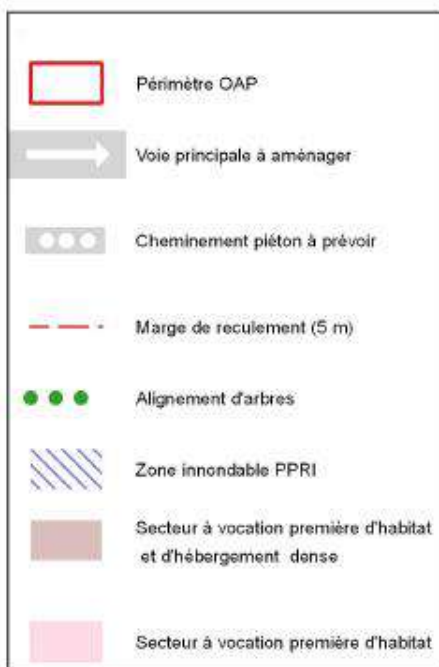 Périmètre OAP
Voie principale à aménager
Cheminement piéton à prévoir
Marge de reculement (5 m)
Alignement d'arbres
Zone innondable PPRI
Secteur à vocation première d'habitat
et d'hébergement dense
Secteur à vocation première d'habitat